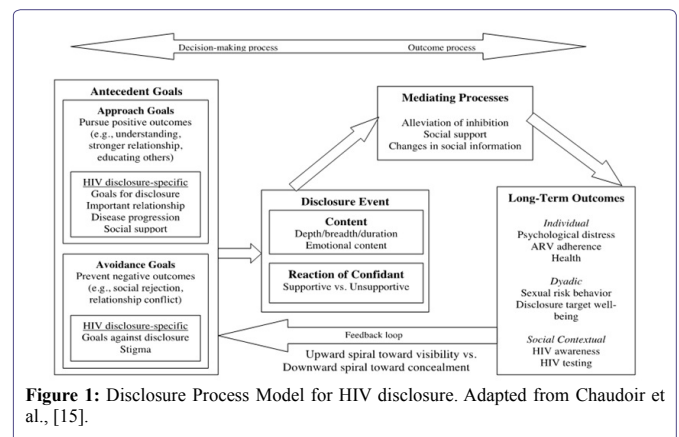 Decision-making process
Outcome process
Antecedent Goals
Approach Goals
Pursue positive outcomes
(e.g., understanding,
stronger relationship,
educating others)
HIV disclosure-specific
Goals for disclosure
Important relationship
Disease progression
Social support
Avoidance Goals
Prevent negative outcomes
(e.g., social rejection,
relationship conflict)
HIV disclosure-specific
Goals against disclosure
Stigma
Disclosure Event
Content
Depth/breadth/duration
Emotional content
Reaction of Confidant
Supportive vs. Unsupportive
Mediating Processes
Alleviation of inhibition
Social support
Changes in social information
Long-Term Outcomes
Individual
Psychological distress
ARV adherence
Health
Dyadic
Sexual risk behavior
Disclosure target well-
being
Social Contextual
HIV awareness
HIV testing
Feedback loop
Upward spiral toward visibility vs.
Downward spiral toward concealment
Figure 1: Disclosure Process Model for HIV disclosure. Adapted from Chaudoir et
al., [15].